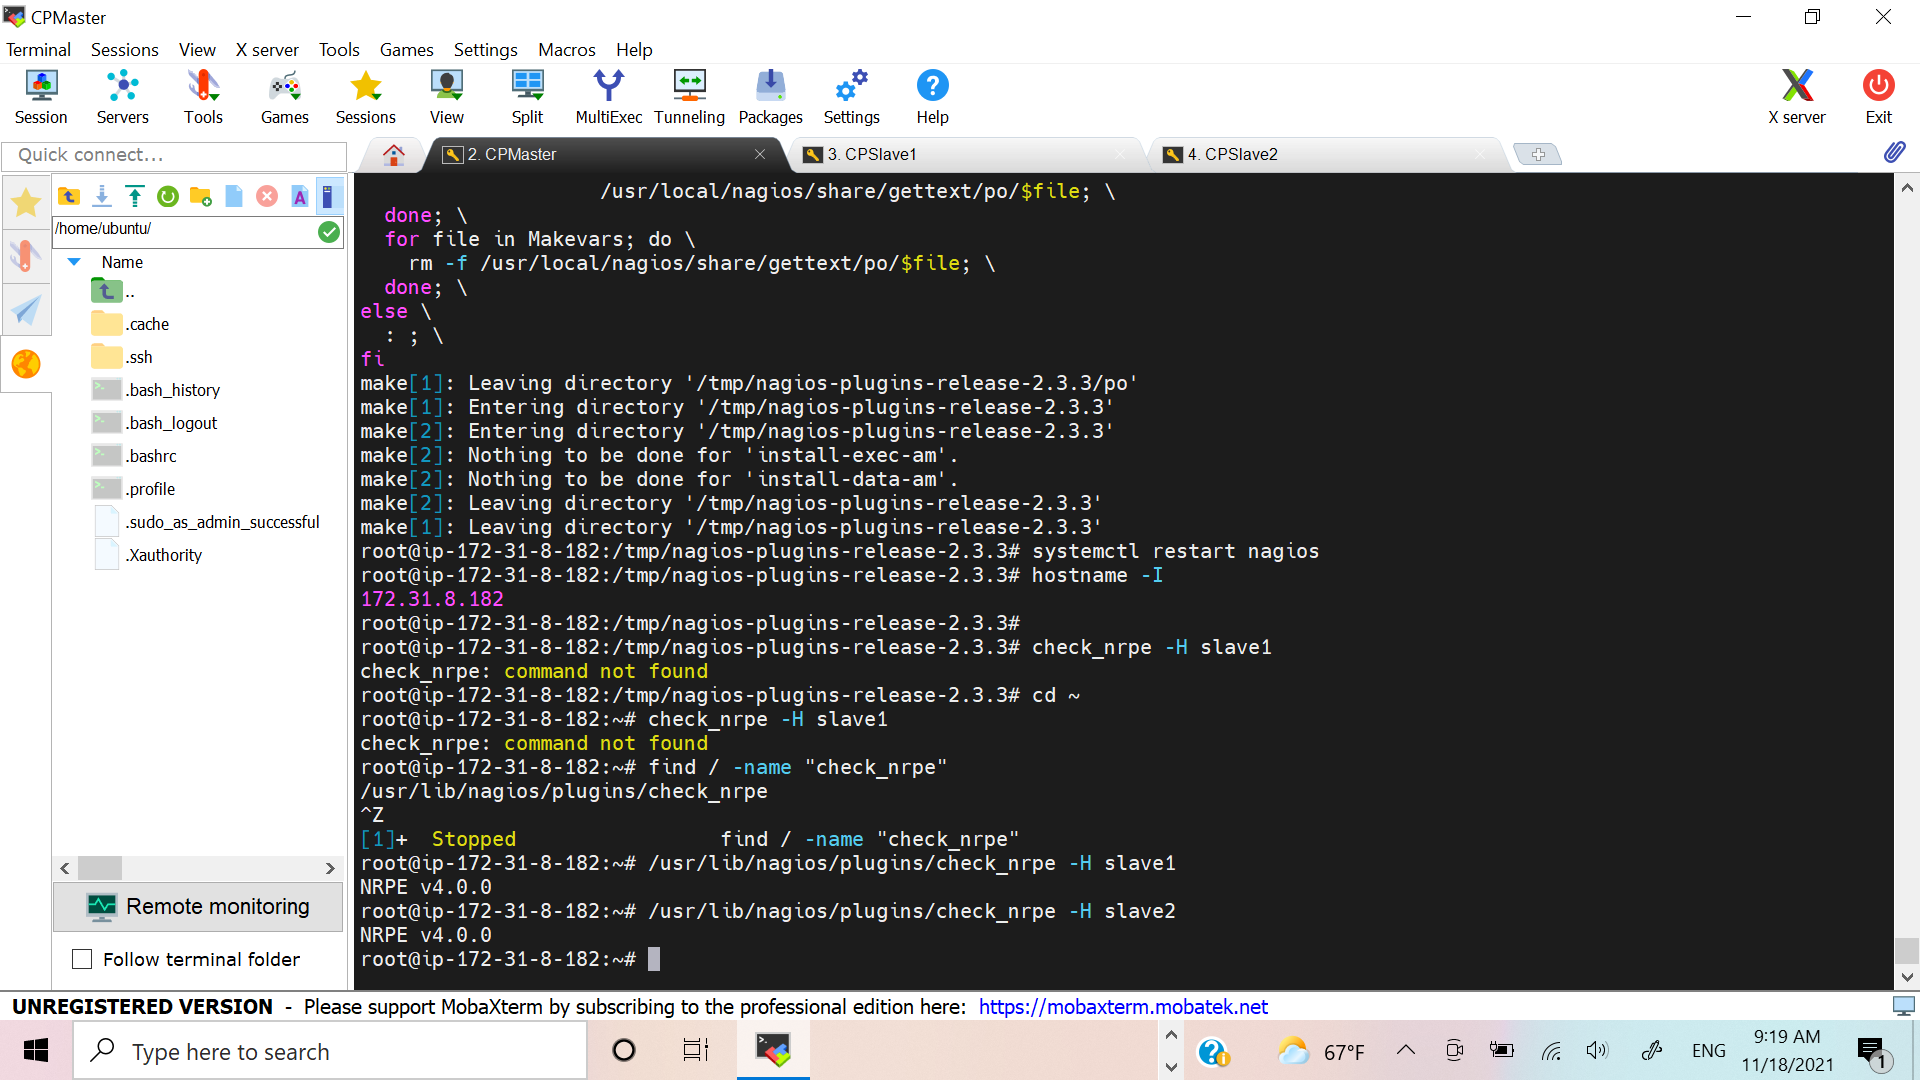 CPMaster
Terminal Sessions View X server Tools Games Settings Macros Help
Session Servers Tools Games Sessions View Split MultiExec Tunneling Packages Settings Help X server Exit
Quick connect...
2. CPMaster
3. CPSlave1
4. CPSlave2
/home/ubuntu/
Name
..
.cache
.ssh
.bash_history
.bash_logout
.bashrc
.profile
.sudo_as_admin_successful
.Xauthority
Remote monitoring
Follow terminal folder
/usr/local/nagios/share/gettext/po/$file; \
done; \
for file in Makevars; do \
rm -f /usr/local/nagios/share/gettext/po/$file; \
done; \
else \
: ; \
fi
make[1]: Leaving directory '/tmp/nagios-plugins-release-2.3.3/po'
make[1]: Entering directory '/tmp/nagios-plugins-release-2.3.3'
make[2]: Entering directory '/tmp/nagios-plugins-release-2.3.3'
make[2]: Nothing to be done for 'install-exec-am'.
make[2]: Nothing to be done for 'install-data-am'.
make[2]: Leaving directory '/tmp/nagios-plugins-release-2.3.3'
make[1]: Leaving directory '/tmp/nagios-plugins-release-2.3.3'
root@ip-172-31-8-182:/tmp/nagios-plugins-release-2.3.3# systemctl restart nagios
root@ip-172-31-8-182:/tmp/nagios-plugins-release-2.3.3# hostname -I
172.31.8.182
root@ip-172-31-8-182:/tmp/nagios-plugins-release-2.3.3#
root@ip-172-31-8-182:/tmp/nagios-plugins-release-2.3.3# check_nrpe -H slave1
check_nrpe: command not found
root@ip-172-31-8-182:/tmp/nagios-plugins-release-2.3.3# cd ~
root@ip-172-31-8-182:~# check_nrpe -H slave1
check_nrpe: command not found
root@ip-172-31-8-182:~# find / -name "check_nrpe"
/usr/lib/nagios/plugins/check_nrpe
^Z
[1]+ Stopped find / -name "check_nrpe"
root@ip-172-31-8-182:~# /usr/lib/nagios/plugins/check_nrpe -H slave1
NRPE v4.0.0
root@ip-172-31-8-182:~# /usr/lib/nagios/plugins/check_nrpe -H slave2
NRPE v4.0.0
root@ip-172-31-8-182:~#
UNREGISTERED VERSION - Please support MobaXterm by subscribing to the professional edition here: https://mobaxterm.mobatek.net
Type here to search
67°F
ENG
9:19 AM
11/18/2021
1